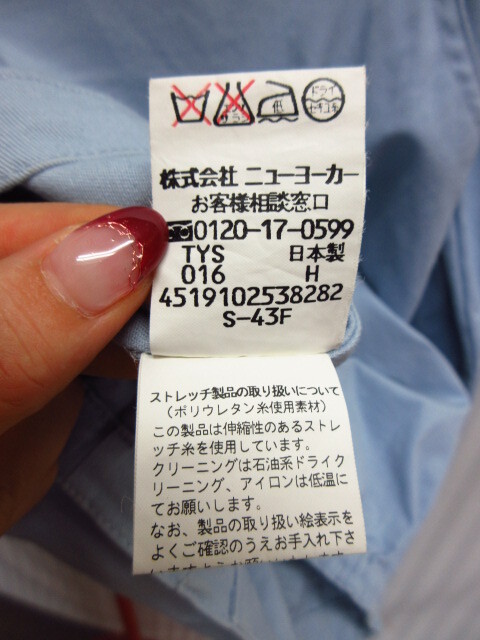 低
ドライ
セキユ系
株式会社 ニューヨーカー
お客様相談窓口
0120-17-0599
TYS 日本製
016 H
4519102538282
S-43F
ストレッチ製品の取り扱いについて
（ポリウレタン糸使用素材）
この製品は伸縮性のあるストレ
ッチ糸を使用しています。
クリーニングは石油系ドライク
リーニング、アイロンは低温に
てお願いします。
なお、製品の取り扱い絵表示を
よくご確認のうえお手入れ下さ